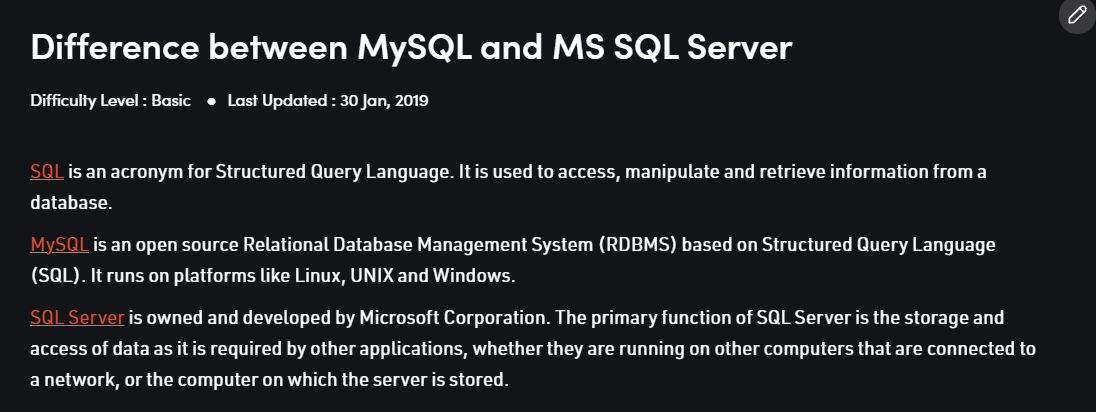 Difference between MySQL and MS SQL Server
Difficulty Level : Basic ● Last Updated : 30 Jan, 2019
SQL is an acronym for Structured Query Language. It is used to access, manipulate and retrieve information from a
database.
MySQL is an open source Relational Database Management System (RDBMS) based on Structured Query Language
(SQL). It runs on platforms like Linux, UNIX and Windows.
SQL Server is owned and developed by Microsoft Corporation. The primary function of SQL Server is the storage and
access of data as it is required by other applications, whether they are running on other computers that are connected to
a network, or the computer on which the server is stored.